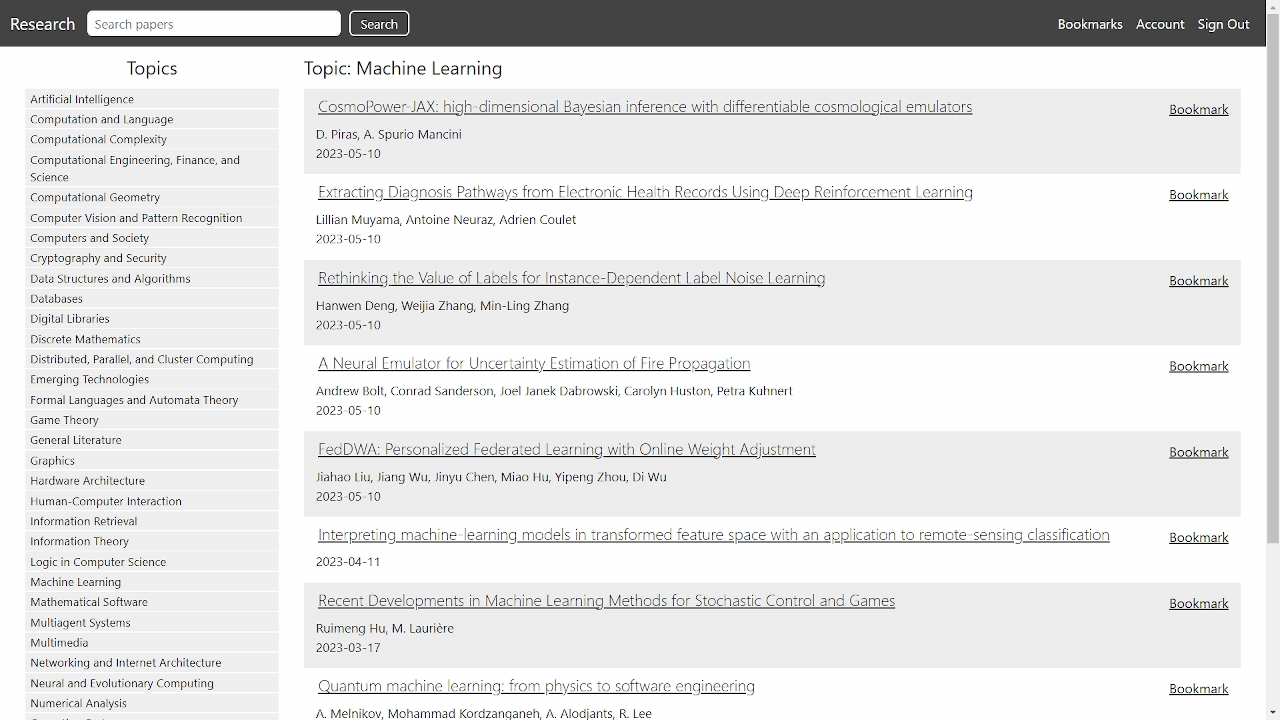 Research
Search papers
Search
Bookmarks
Account
Sign Out
Topics
Artificial Intelligence
Computation and Language
Computational Complexity
Computational Engineering, Finance, and
Science
Computational Geometry
Computer Vision and Pattern Recognition
Computers and Society
Cryptography and Security
Data Structures and Algorithms
Databases
Digital Libraries
Discrete Mathematics
Distributed, Parallel, and Cluster Computing
Emerging Technologies
Formal Languages and Automata Theory
Game Theory
General Literature
Graphics
Hardware Architecture
Human-Computer Interaction
Information Retrieval
Information Theory
Logic in Computer Science
Machine Learning
Mathematical Software
Multiagent Systems
Multimedia
Networking and Internet Architecture
Neural and Evolutionary Computing
Numerical Analysis
Topic: Machine Learning
CosmoPower-JAX: high-dimensional Bayesian inference with differentiable cosmological emulators
Bookmark
D. Piras, A. Spurio Mancini
2023-05-10
Extracting Diagnosis Pathways from Electronic Health Records Using Deep Reinforcement Learning
Bookmark
Lillian Muyama, Antoine Neuraz, Adrien Coulet
2023-05-10
Rethinking the Value of Labels for Instance-Dependent Label Noise Learning
Bookmark
Hanwen Deng, Weijia Zhang, Min-Ling Zhang
2023-05-10
A Neural Emulator for Uncertainty Estimation of Fire Propagation
Bookmark
Andrew Bolt, Conrad Sanderson, Joel Janek Dabrowski, Carolyn Huston, Petra Kuhnert
2023-05-10
FedDWA: Personalized Federated Learning with Online Weight Adjustment
Bookmark
Jiahao Liu, Jiang Wu, Jinyu Chen, Miao Hu, Yipeng Zhou, Di Wu
2023-05-10
Interpreting machine-learning models in transformed feature space with an application to remote-sensing classification
Bookmark
2023-04-11
Recent Developments in Machine Learning Methods for Stochastic Control and Games
Bookmark
Ruimeng Hu, M. Laurière
2023-03-17
Quantum machine learning: from physics to software engineering
Bookmark
A. Melnikov, Mohammad Kordzanganeh, A. Alodjants, R. Lee